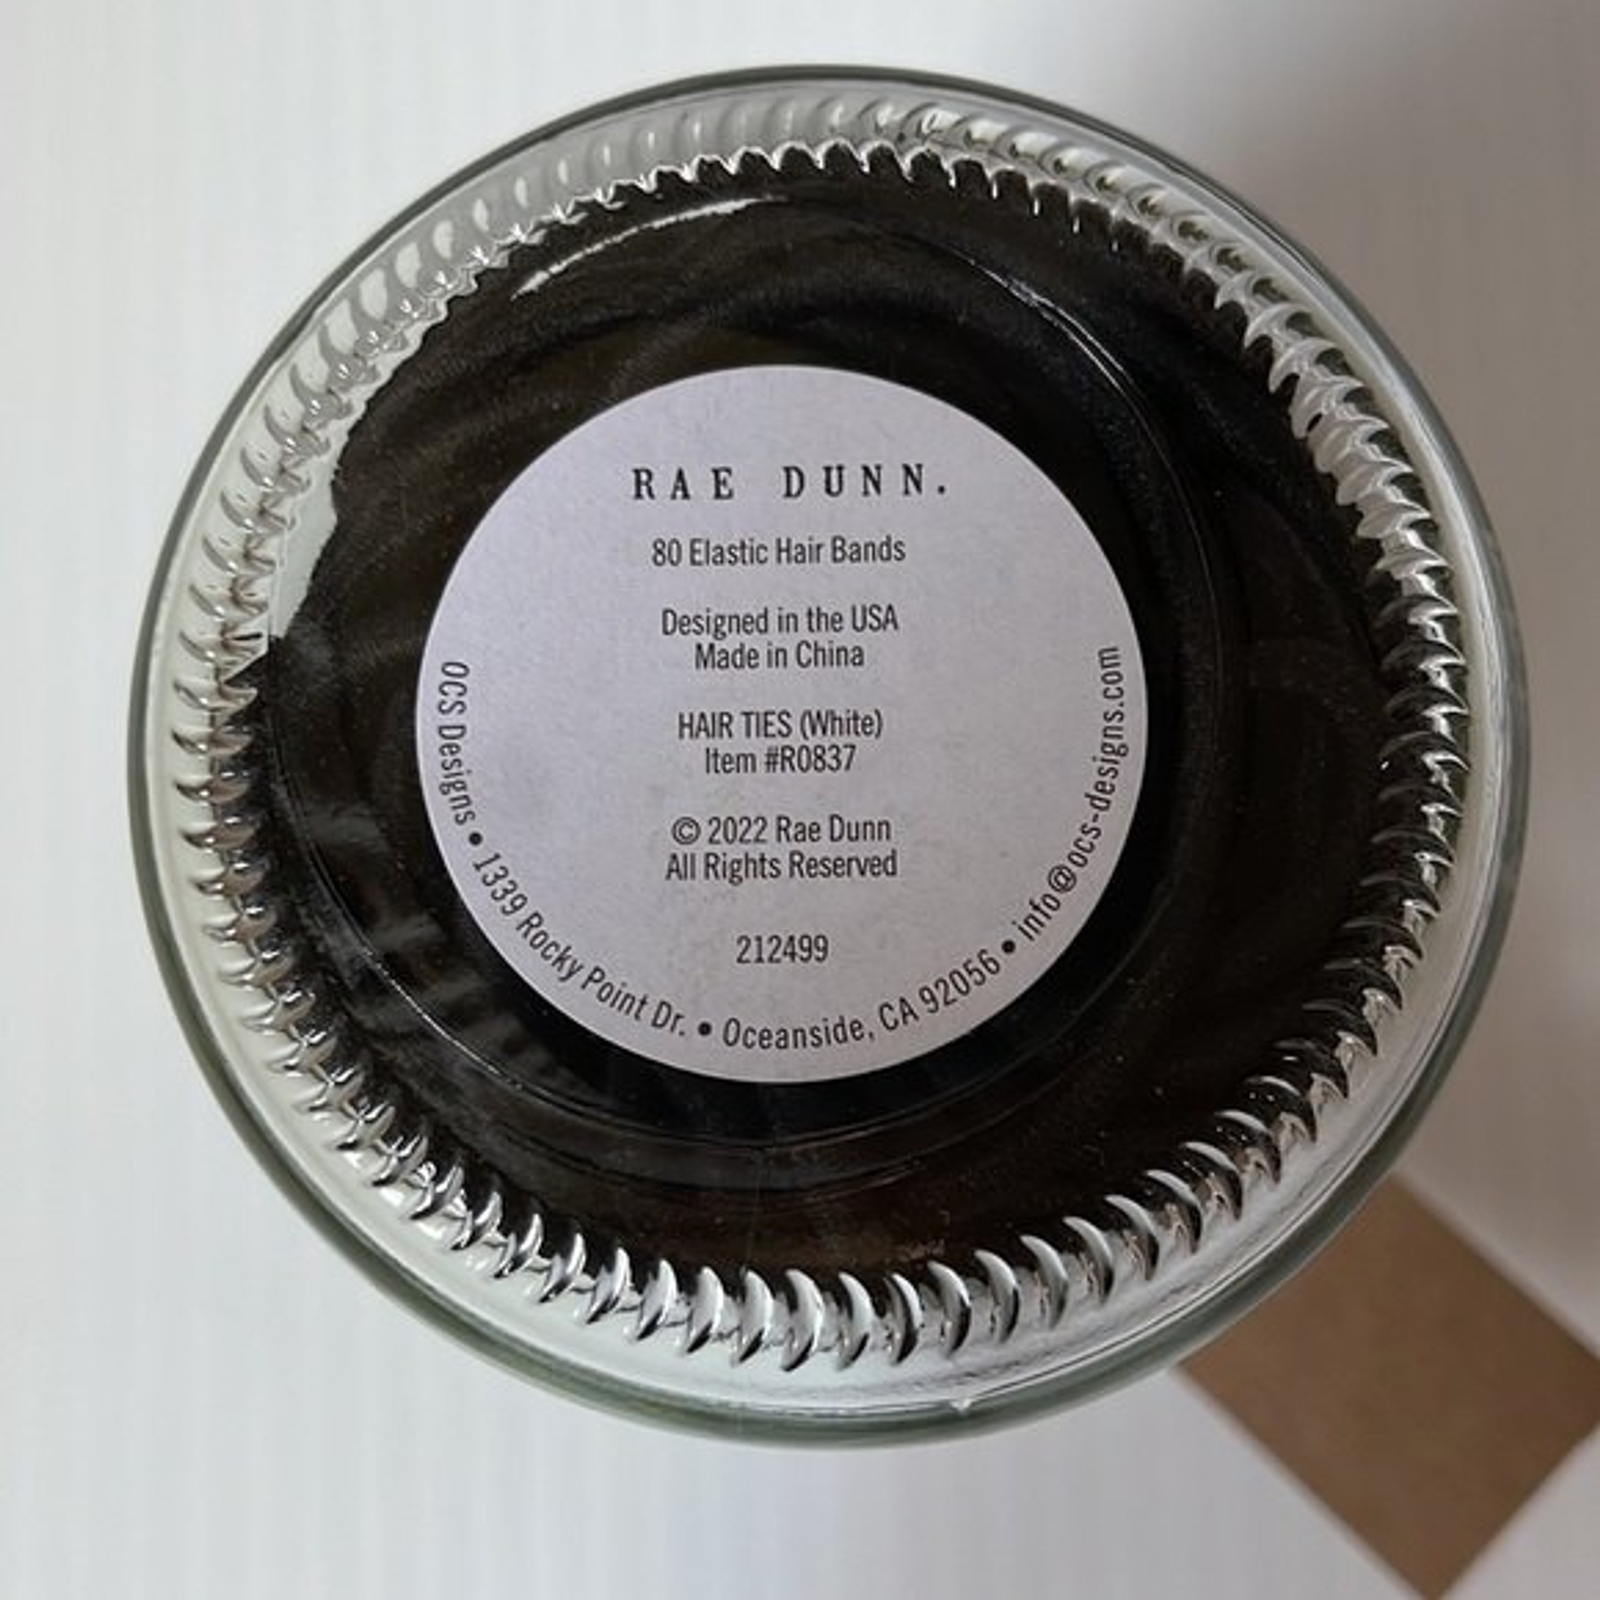 RAE DUNN.
80 Elastic Hair Bands
Designed in the USA
Made in China
HAIR TIES (White)
Item #R0837
© 2022 Rae Dunn
All Rights Reserved
212499
OCS Designs • 1339 Rocky Point Dr. • Oceanside, CA 92056 • info@ocs-designs.com